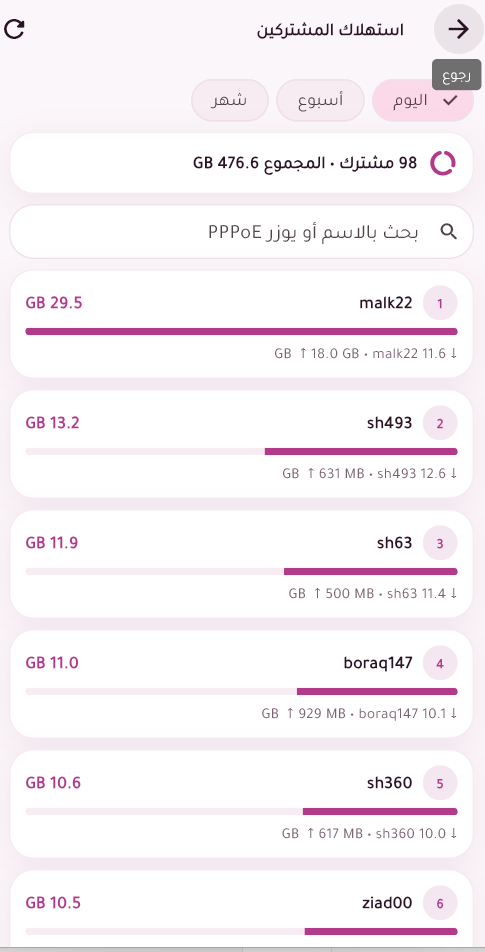 استهلاك المشتركين
رجوع
اليوم
أسبوع
شهر
98 مشترك • المجموع 476.6 GB
بحث بالاسم أو يوزر PPPoE
1
malk22
29.5 GB
↓ 11.6 GB ↑ 18.0 GB • malk22
2
sh493
13.2 GB
↓ 12.6 GB ↑ 631 MB • sh493
3
sh63
11.9 GB
↓ 11.4 GB ↑ 500 MB • sh63
4
boraq147
11.0 GB
↓ 10.1 GB ↑ 929 MB • boraq147
5
sh360
10.6 GB
↓ 10.0 GB ↑ 617 MB • sh360
6
ziad00
10.5 GB